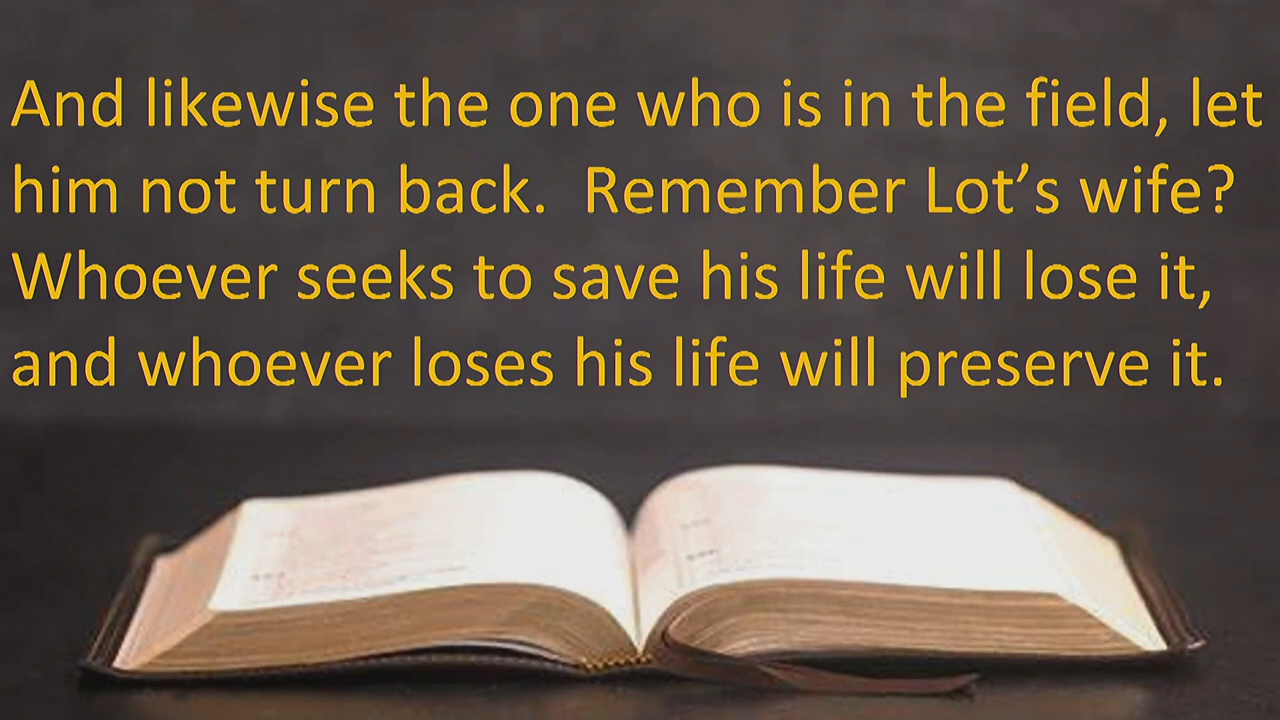 And likewise the one who is in the field, let
him not turn back.  Remember Lot’s wife?
Whoever seeks to save his life will lose it,
and whoever loses his life will preserve it.